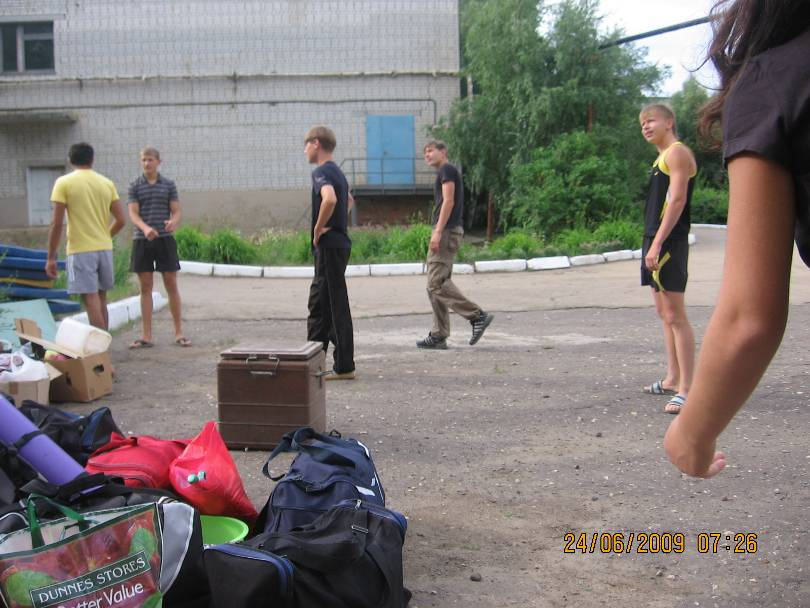 24/06/2009 07:26
DUNNES STORES
Better Value